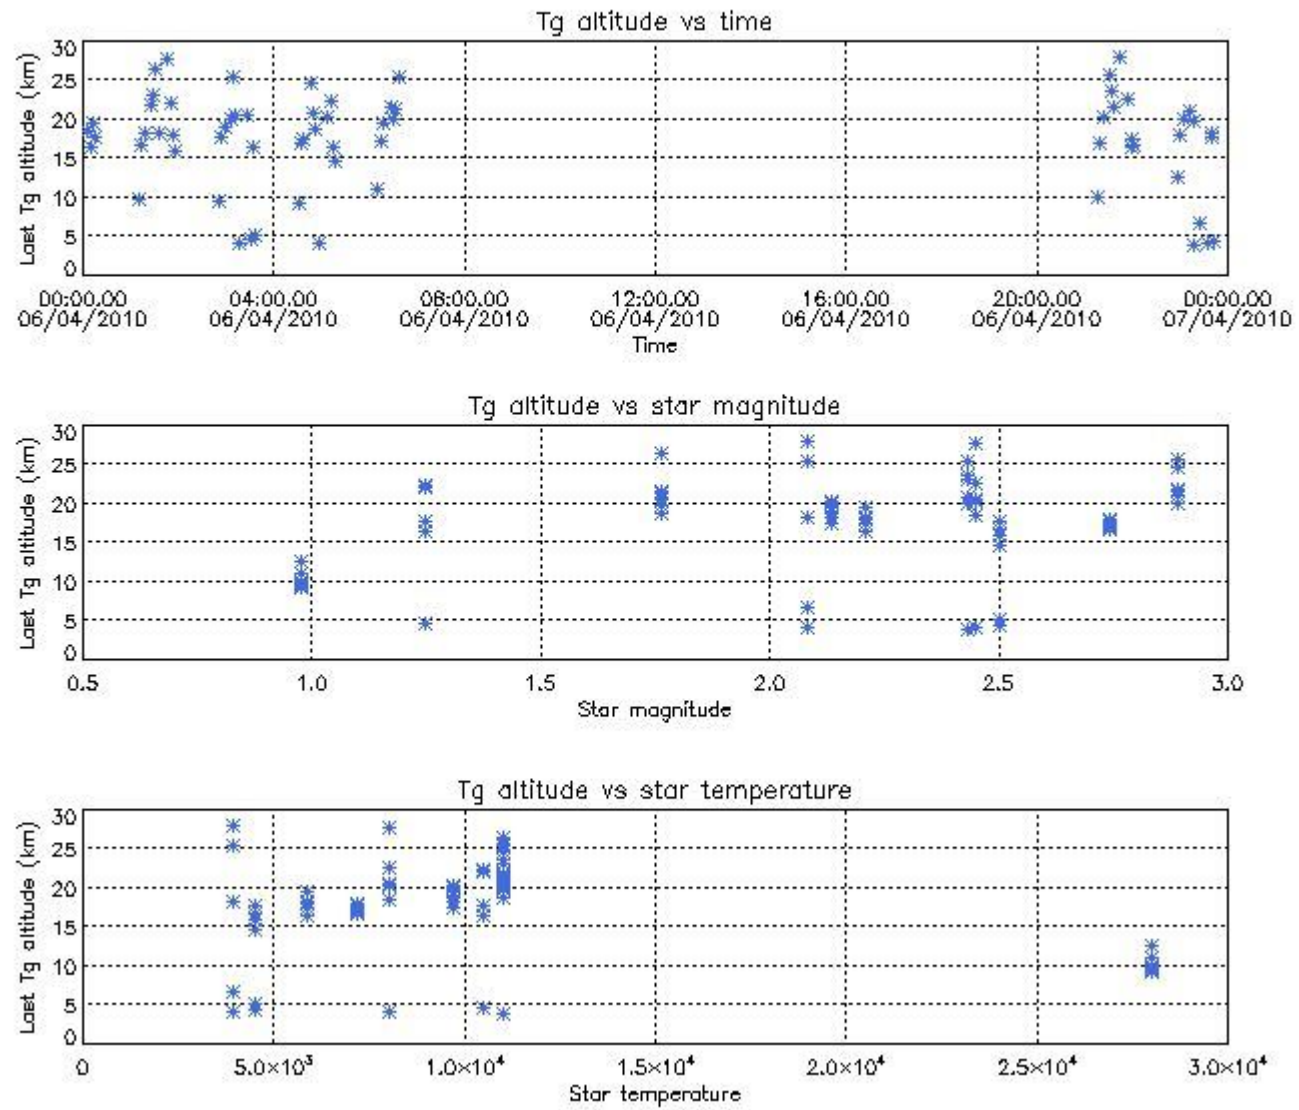 Tg altitude vs time
Last Tg altitude (km)
30
25
20
15
10
5
0
00:00.00 04:00.00 08:00.00 12:00.00 16:00.00 20:00.00 00:00.00
06/04/2010 06/04/2010 06/04/2010 06/04/2010 06/04/2010 06/04/2010 07/04/2010
Time
Tg altitude vs star magnitude
Last Tg altitude (km)
30
25
20
15
10
5
0
0.5 1.0 1.5 2.0 2.5 3.0
Star magnitude
Tg altitude vs star temperature
Last Tg altitude (km)
30
25
20
15
10
5
0
0 5.0×10³ 1.0×10⁴ 1.5×10⁴ 2.0×10⁴ 2.5×10⁴ 3.0×10⁴
Star temperature